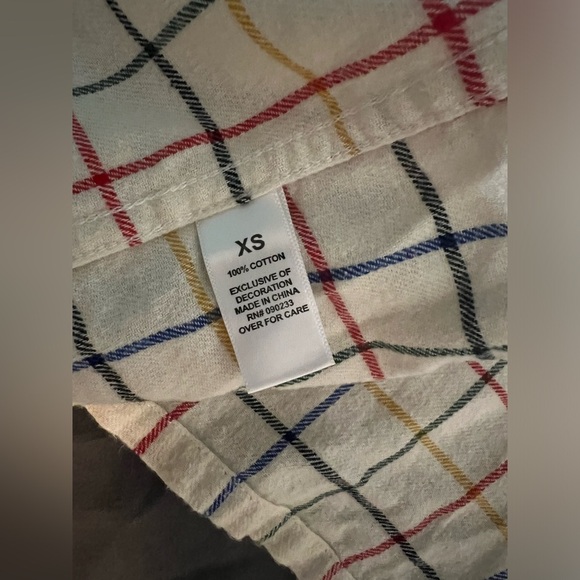 XS
100% COTTON
EXCLUSIVE OF
DECORATION
MADE IN CHINA
RN# 090233
OVER FOR CARE